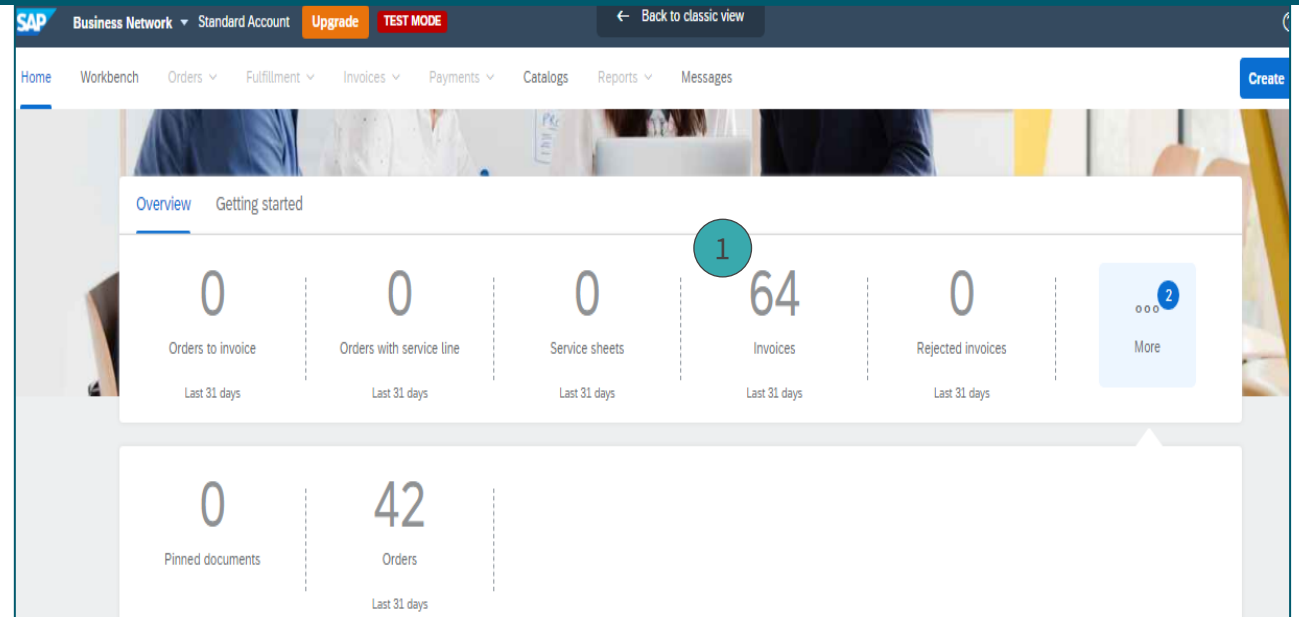 SAP Business Network Standard Account Upgrade TEST MODE ← Back to classic view
Home Workbench Orders Fulfillment Invoices Payments Catalogs Reports Messages Create
Overview Getting started
1
0 0 0 64 0 2
Orders to invoice Orders with service line Service sheets Invoices Rejected invoices More
Last 31 days Last 31 days Last 31 days Last 31 days Last 31 days
0 42
Pinned documents Orders
Last 31 days